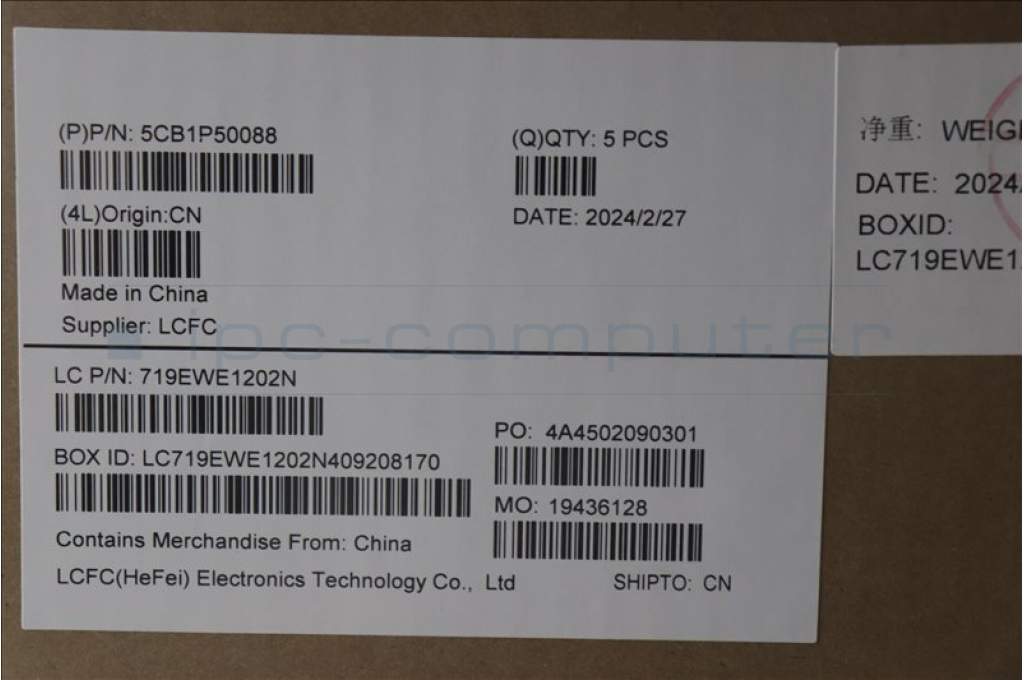 (P)P/N: 5CB1P50088
(Q)QTY: 5 PCS
(4L)Origin:CN
DATE: 2024/2/27
Made in China
Supplier: LCFC
ipc-computer
LC P/N: 719EWE1202N
PO: 4A4502090301
BOX ID: LC719EWE1202N409208170
MO: 19436128
Contains Merchandise From: China
LCFC(HeFei) Electronics Technology Co., Ltd
SHIPTO: CN
净重: WEIG
DATE: 2024
BOXID:
LC719EWE1